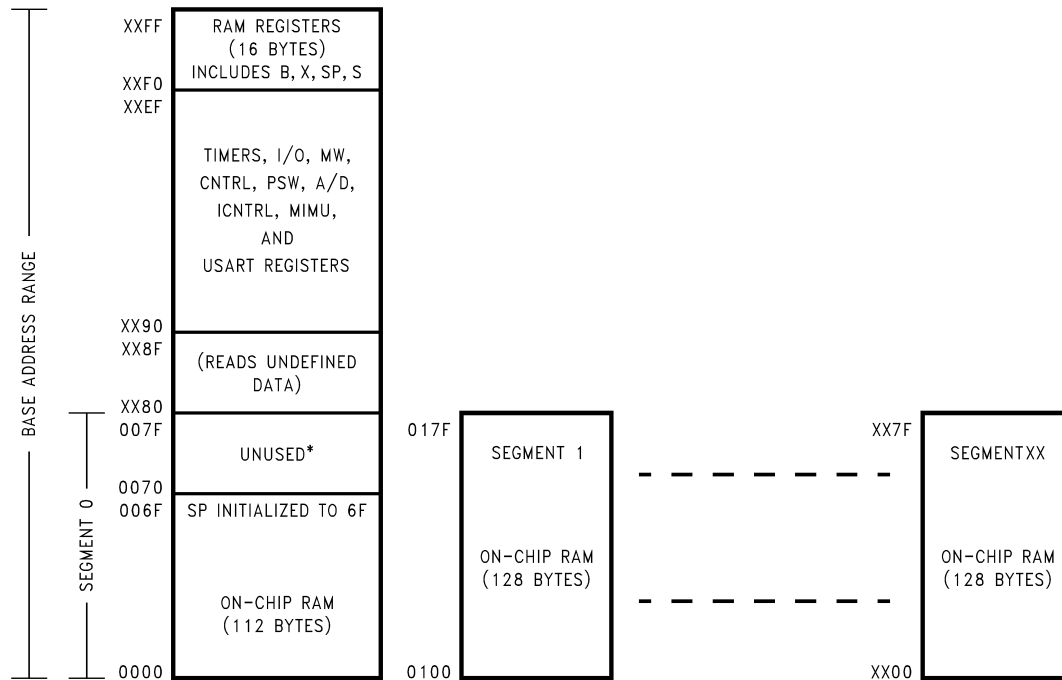 XXFF
RAM REGISTERS
(16 BYTES)
INCLUDES B, X, SP, S
XXF0
XXEF
TIMERS, I/O, MW,
CNTRL, PSW, A/D,
ICNTRL, MIMU,
AND
USART REGISTERS
XX90
XX8F
(READS UNDEFINED
DATA)
XX80
007F
UNUSED*
0070
006F
SP INITIALIZED TO 6F
ON-CHIP RAM
(112 BYTES)
0000
BASE ADDRESS RANGE
SEGMENT 0
017F
SEGMENT 1
ON-CHIP RAM
(128 BYTES)
0100
XX7F
SEGMENTXX
ON-CHIP RAM
(128 BYTES)
XX00